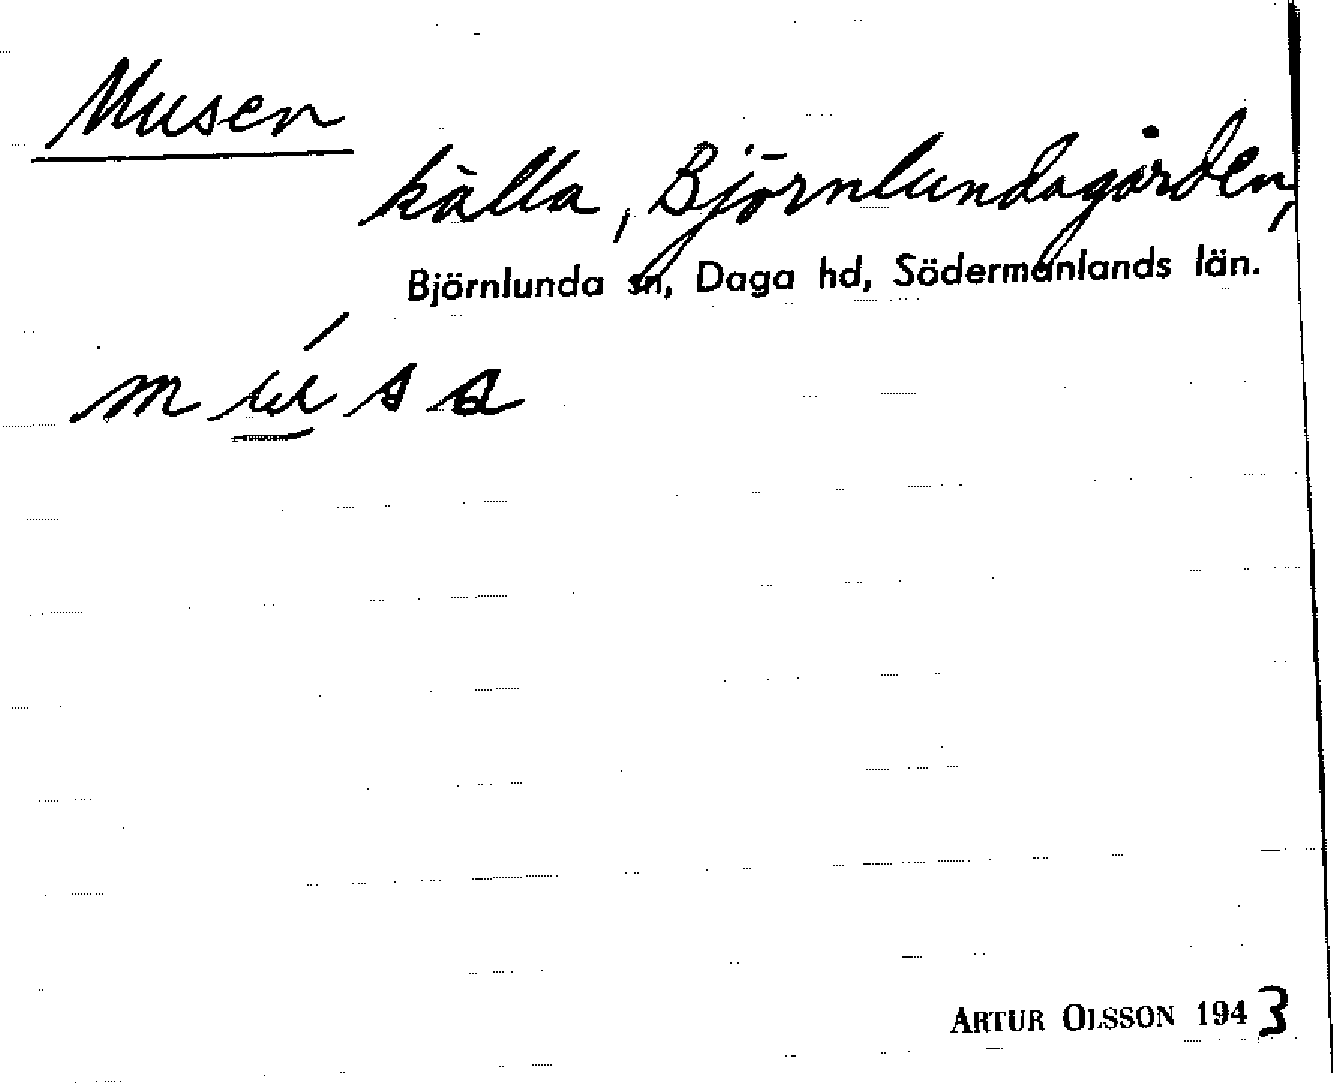 Musen
källa, Björnlundagården,
Björnlunda sn, Daga hd, Södermanlands län.
músa
ARTUR OLSSON 1943